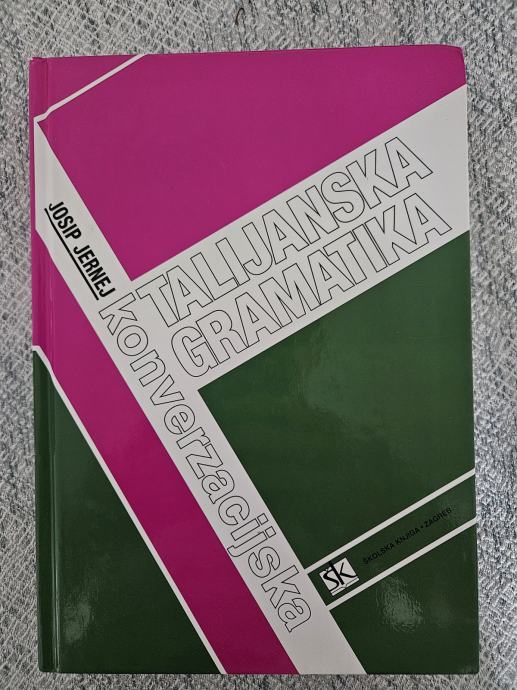 JOSIP JERNEJ
konverzacijska
TALIJANSKA
GRAMATIKA
ŠK
ŠKOLSKA KNJIGA • ZAGREB